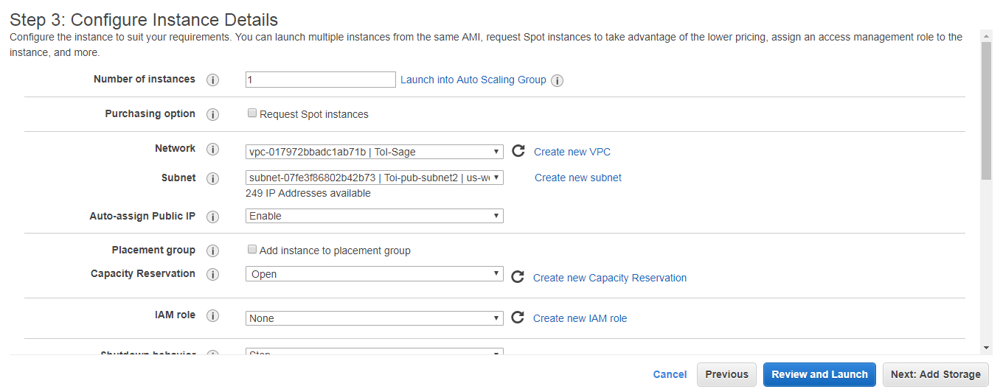 Step 3: Configure Instance Details
Configure the instance to suit your requirements. You can launch multiple instances from the same AMI, request Spot instances to take advantage of the lower pricing, assign an access management role to the
instance, and more.
Number of instances 1 Launch into Auto Scaling Group
Purchasing option Request Spot instances
Network vpc-017972bbadc1ab71b | Tol-Sage Create new VPC
Subnet subnet-07fe3f86802b42b73 | Toi-pub-subnet2 | us-we Create new subnet
249 IP Addresses available
Auto-assign Public IP Enable
Placement group Add instance to placement group
Capacity Reservation Open Create new Capacity Reservation
IAM role None Create new IAM role
Shutdown behavior Stop
Cancel Previous Review and Launch Next: Add Storage